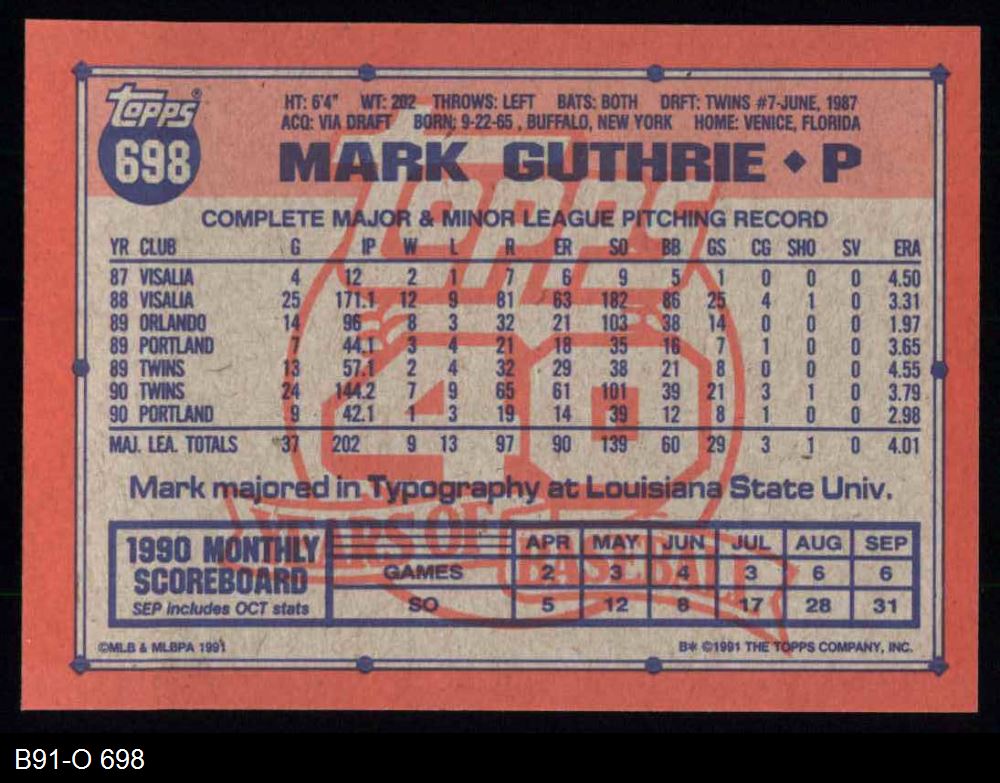 Topps®
698
HT: 6'4" WT: 202 THROWS: LEFT BATS: BOTH DRFT: TWINS #7-JUNE, 1987
ACQ: VIA DRAFT BORN: 9-22-65 , BUFFALO, NEW YORK HOME: VENICE, FLORIDA
MARK GUTHRIE ♦ P
Topps
40
YEARS OF
BASEBALL
COMPLETE MAJOR & MINOR LEAGUE PITCHING RECORD
YR CLUB G IP W L R ER SO BB GS CG SHO SV ERA
87 VISALIA 4 12 2 1 7 6 9 5 1 0 0 0 4.50
88 VISALIA 25 171.1 12 9 81 63 182 86 25 4 1 0 3.31
89 ORLANDO 14 96 8 3 32 21 103 38 14 0 0 0 1.97
89 PORTLAND 7 44.1 3 4 21 18 35 16 7 1 0 0 3.65
89 TWINS 13 57.1 2 4 32 29 38 21 8 0 0 0 4.55
90 TWINS 24 144.2 7 9 65 61 101 39 21 3 1 0 3.79
90 PORTLAND 9 42.1 1 3 19 14 39 12 8 1 0 0 2.98
MAJ. LEA. TOTALS 37 202 9 13 97 90 139 60 29 3 1 0 4.01
Mark majored in Typography at Louisiana State Univ.
1990 MONTHLY
SCOREBOARD
SEP includes OCT stats
APR MAY JUN JUL AUG SEP
GAMES 2 3 4 3 6 6
SO 5 12 8 17 28 31
©MLB & MLBPA 1991
B* ©1991 THE TOPPS COMPANY, INC.
B91-O 698